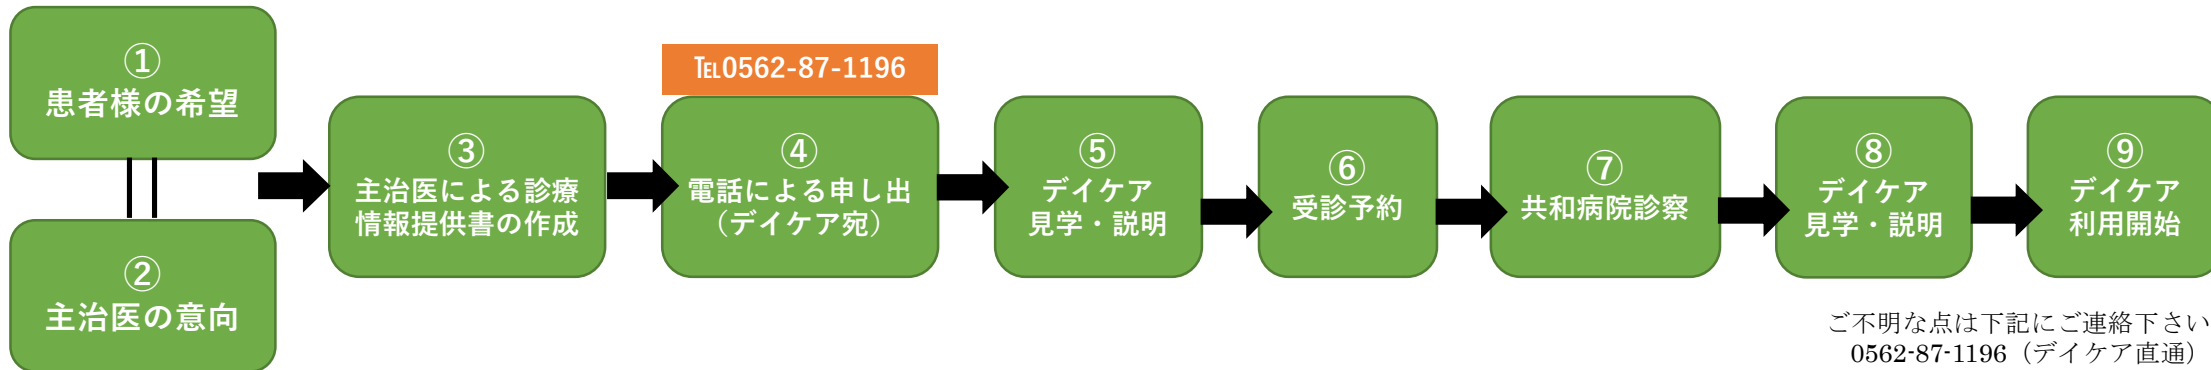 ①
患者様の希望
②
主治医の意向
③
主治医による診療
情報提供書の作成
℡0562-87-1196
④
電話による申し出
（デイケア宛）
⑤
デイケア
見学・説明
⑥
受診予約
⑦
共和病院診察
⑧
デイケア
見学・説明
⑨
デイケア
利用開始
ご不明な点は下記にご連絡下さい
0562-87-1196（デイケア直通）